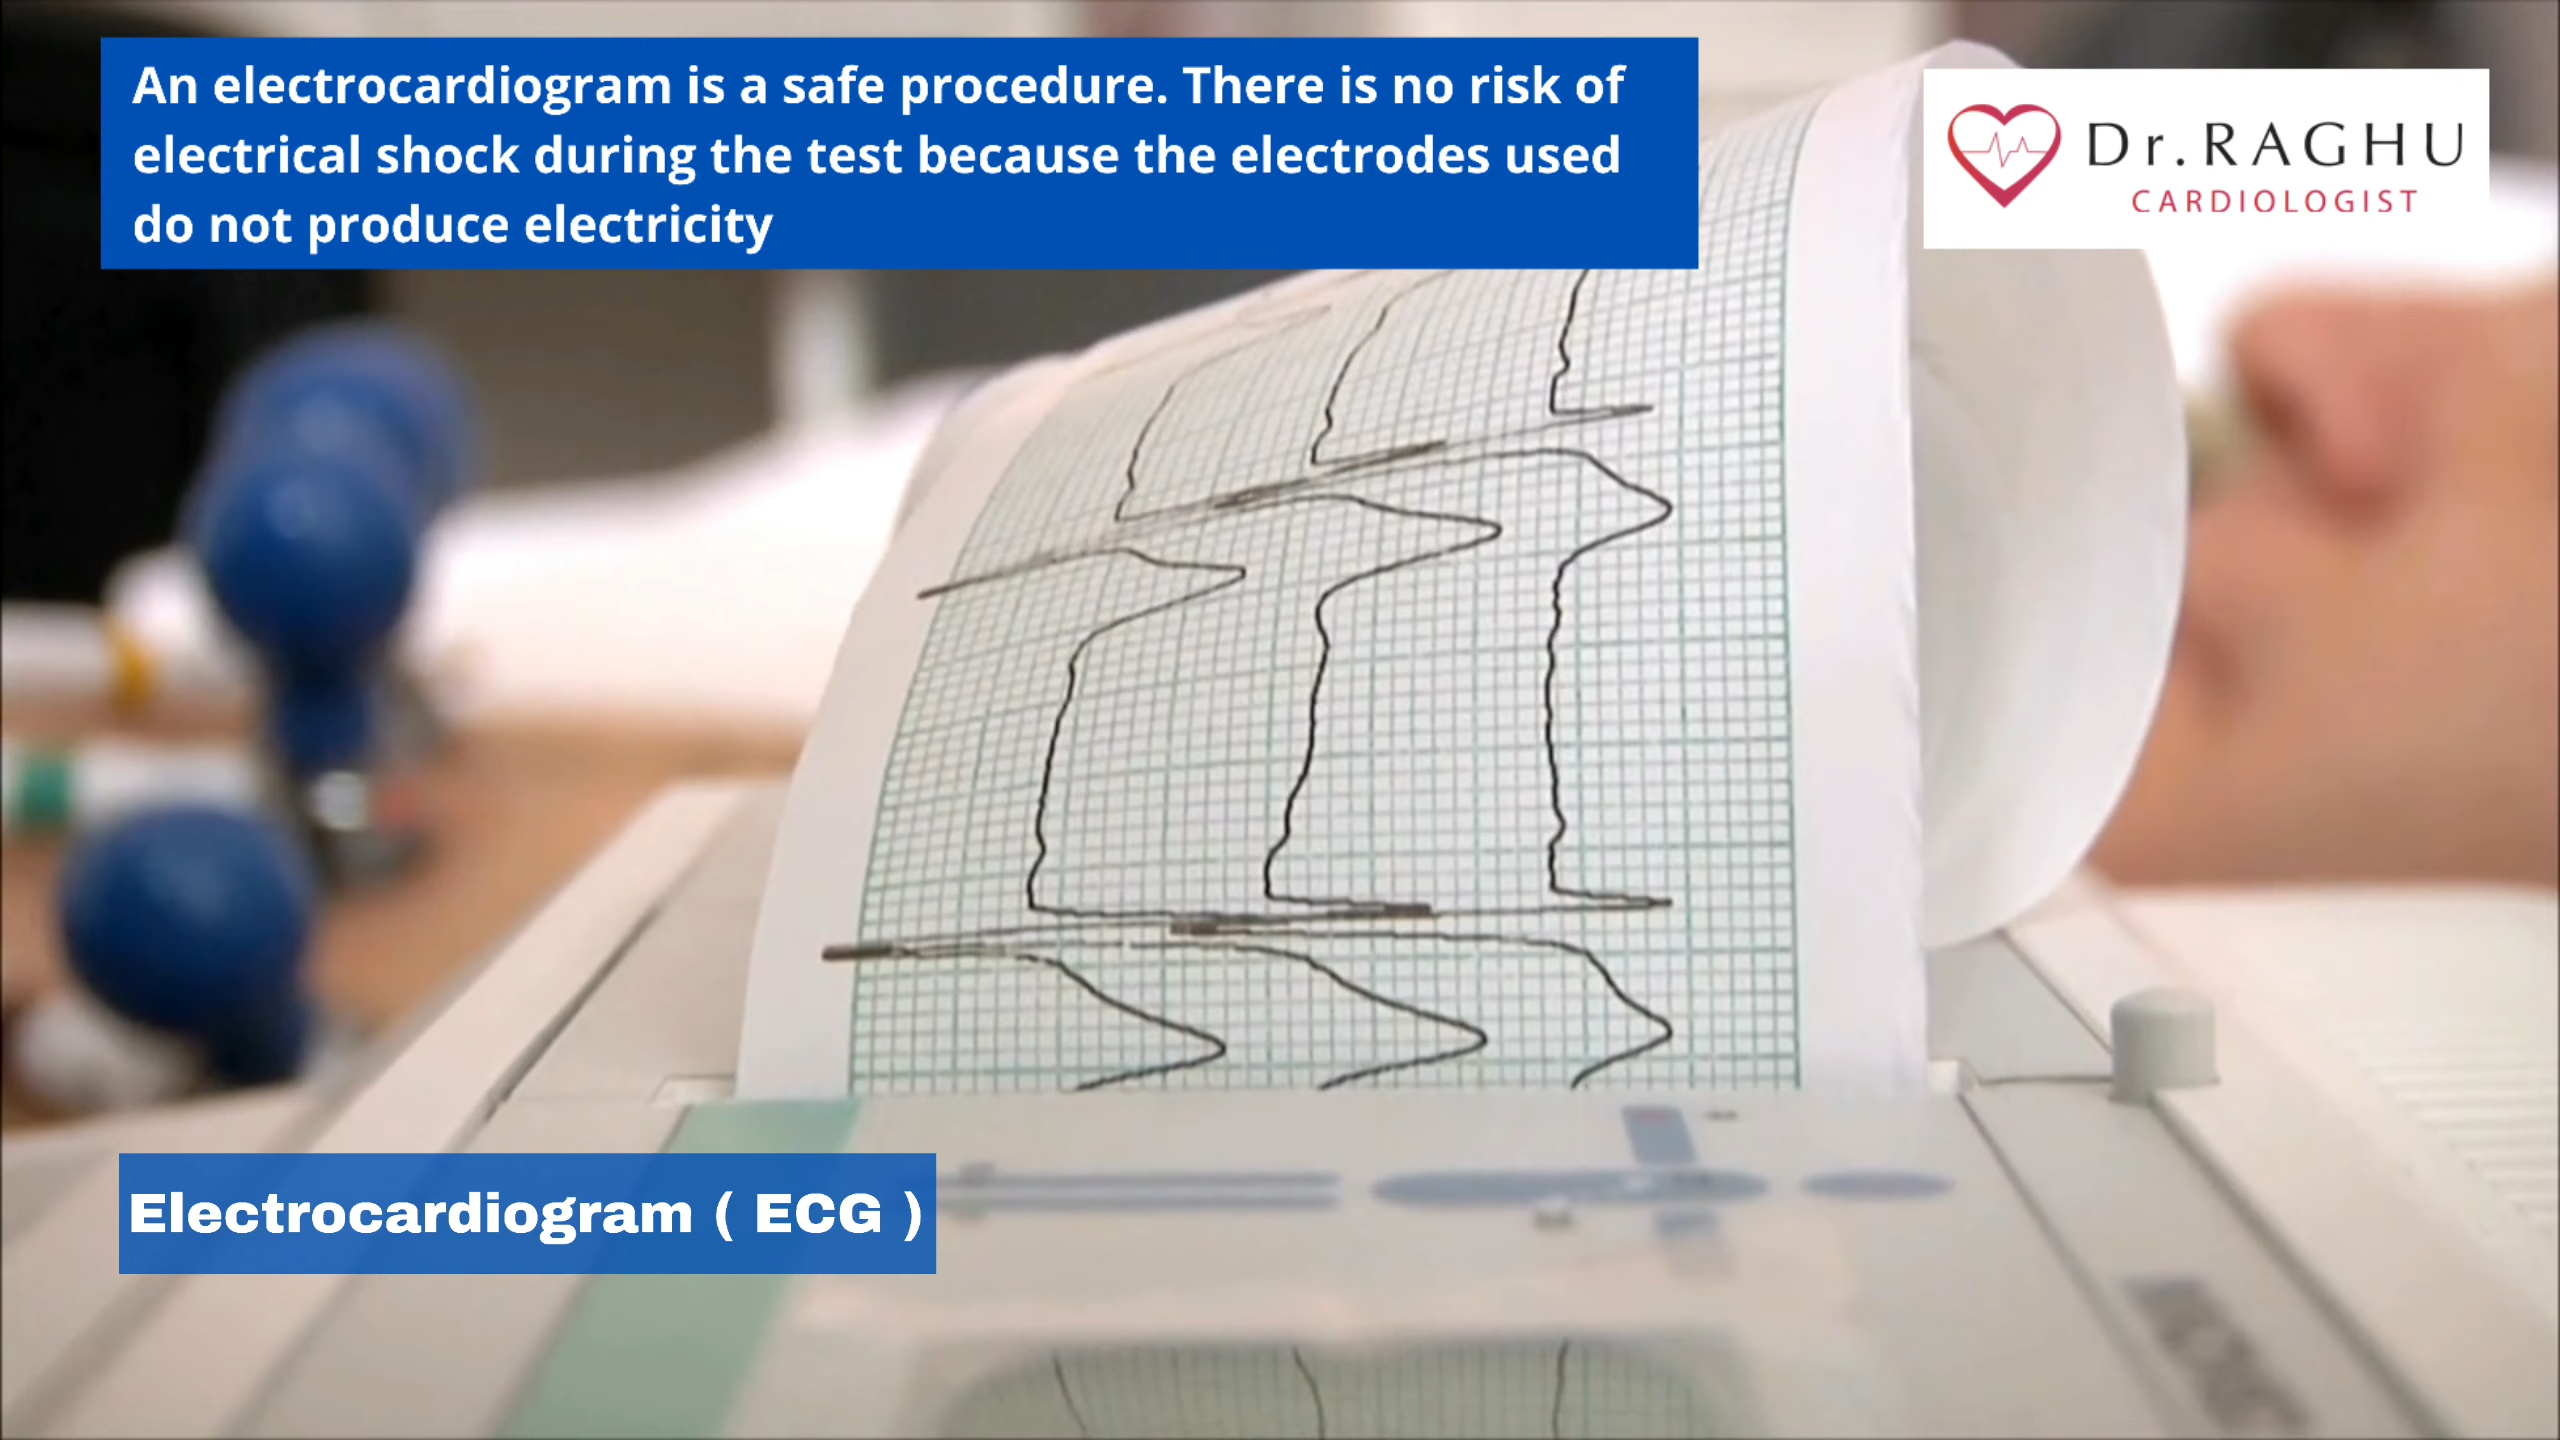 An electrocardiogram is a safe procedure. There is no risk of
electrical shock during the test because the electrodes used
do not produce electricity
Dr.RAGHU
CARDIOLOGIST
Electrocardiogram ( ECG )